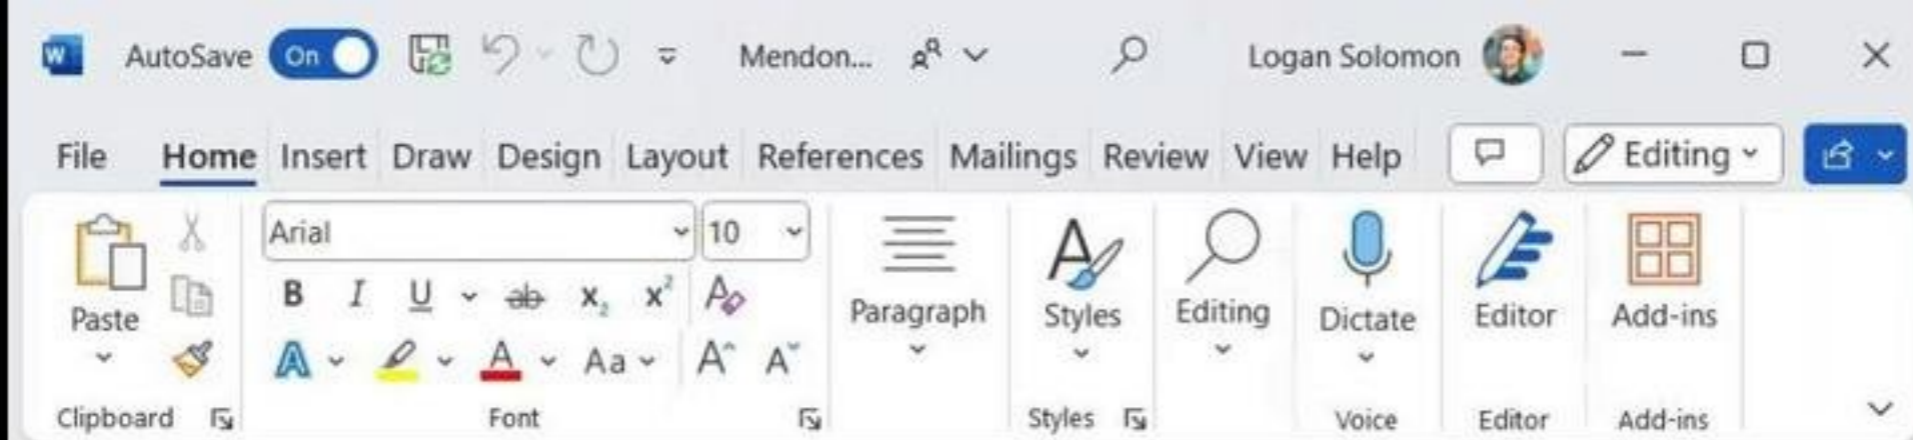 W AutoSave On Mendon... Logan Solomon
File Home Insert Draw Design Layout References Mailings Review View Help Editing
Arial 10
B I U ab x₂ x² A
Paste Paragraph Styles Editing Dictate Editor Add-ins
A A Aa A^ Aˇ
Clipboard Font Styles Voice Editor Add-ins